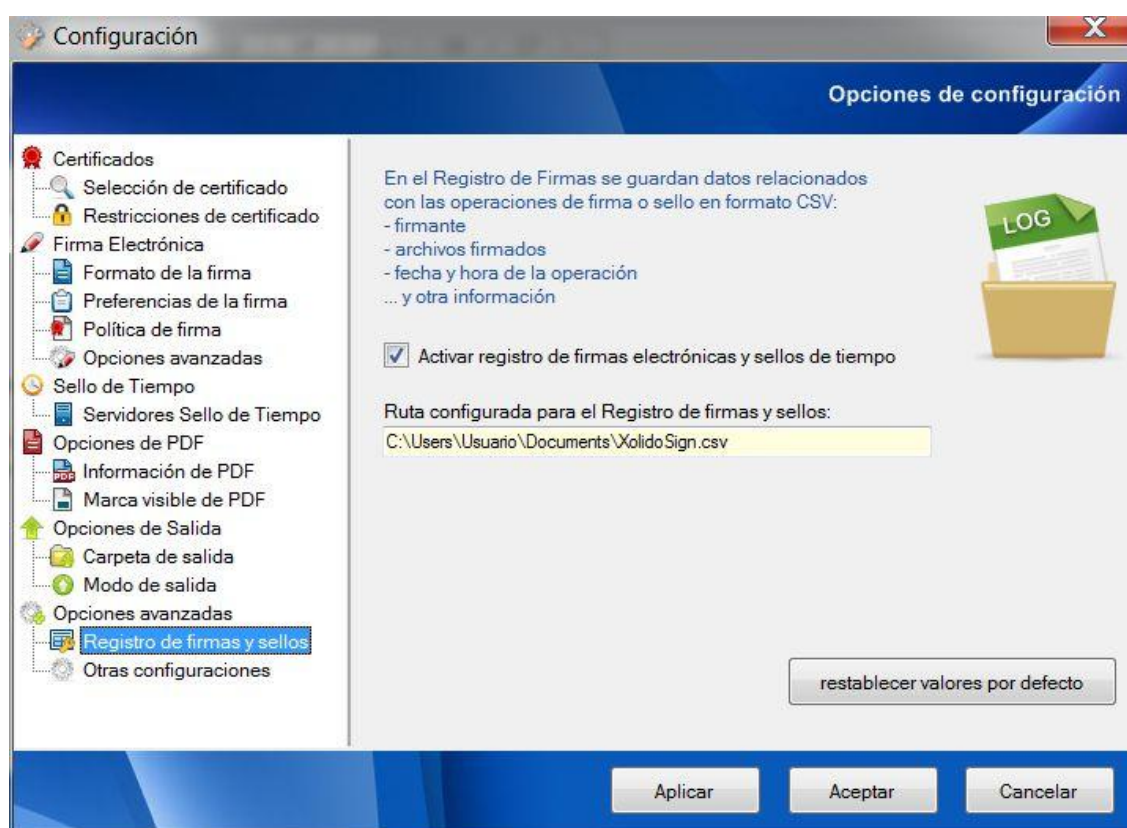 Configuración
Opciones de configuración
Certificados
Selección de certificado
Restricciones de certificado
Firma Electrónica
Formato de la firma
Preferencias de la firma
Política de firma
Opciones avanzadas
Sello de Tiempo
Servidores Sello de Tiempo
Opciones de PDF
Información de PDF
Marca visible de PDF
Opciones de Salida
Carpeta de salida
Modo de salida
Opciones avanzadas
Registro de firmas y sellos
Otras configuraciones
En el Registro de Firmas se guardan datos relacionados
con las operaciones de firma o sello en formato CSV:
- firmante
- archivos firmados
- fecha y hora de la operación
... y otra información
LOG
Activar registro de firmas electrónicas y sellos de tiempo
Ruta configurada para el Registro de firmas y sellos:
C:\Users\Usuario\Documents\XolidoSign.csv
restablecer valores por defecto
Aplicar
Aceptar
Cancelar